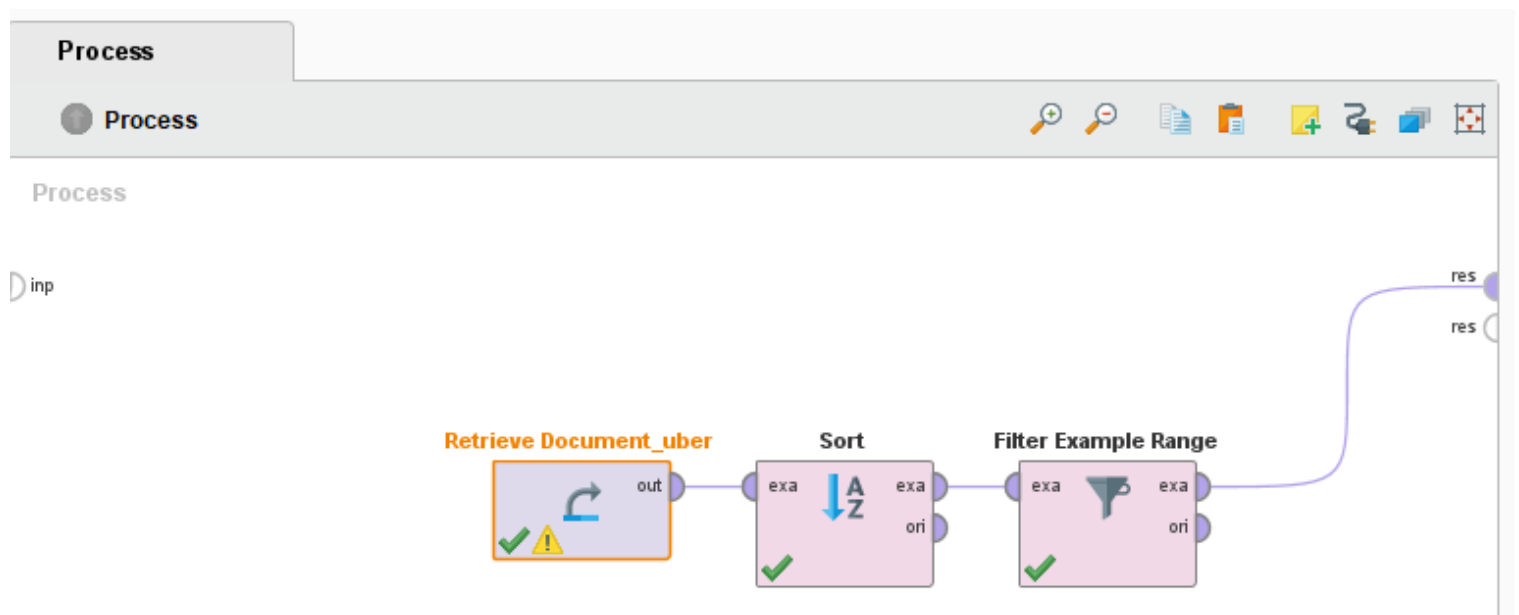 Process
Process
Process
inp
res
res
Retrieve Document_uber
Sort
Filter Example Range
out
exa
exa
exa
exa
ori
ori
A
Z